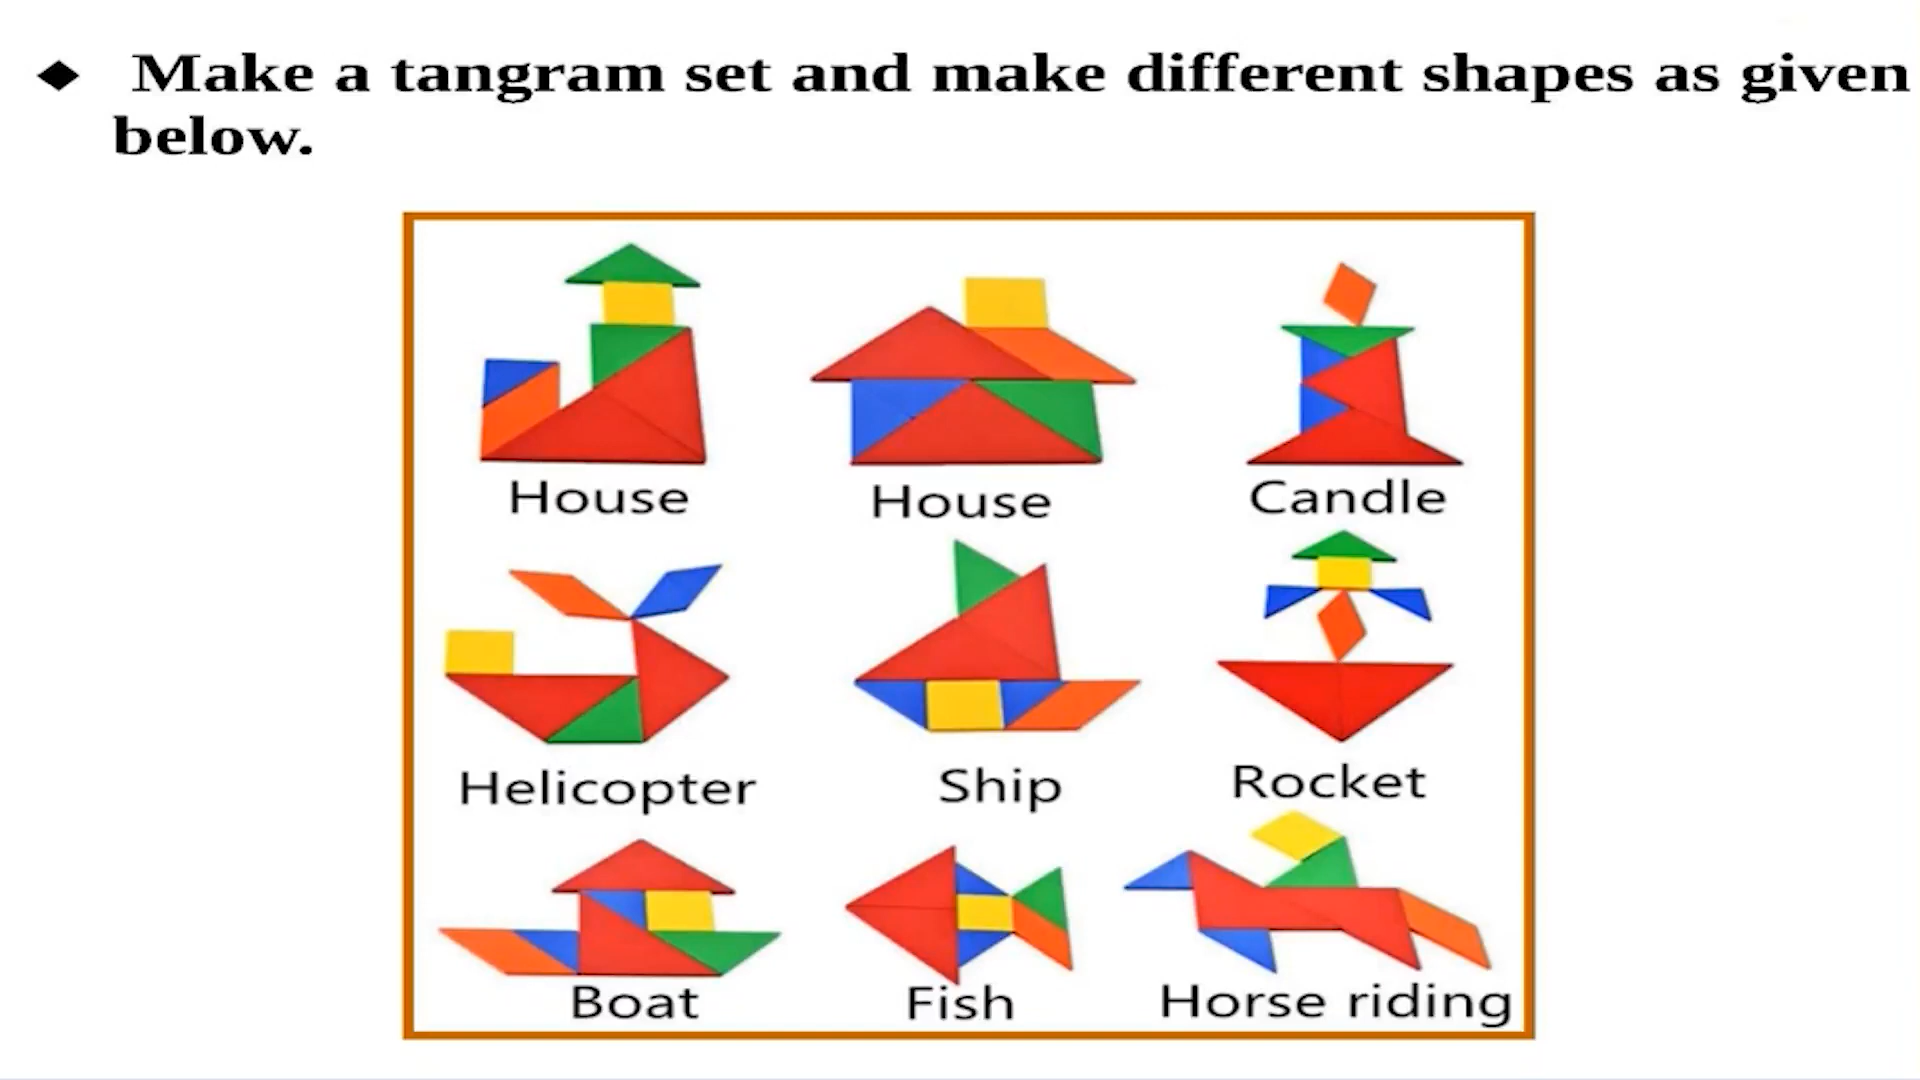 ◆ Make a tangram set and make different shapes as given
below.
House
House
Candle
Helicopter
Ship
Rocket
Boat
Fish
Horse riding